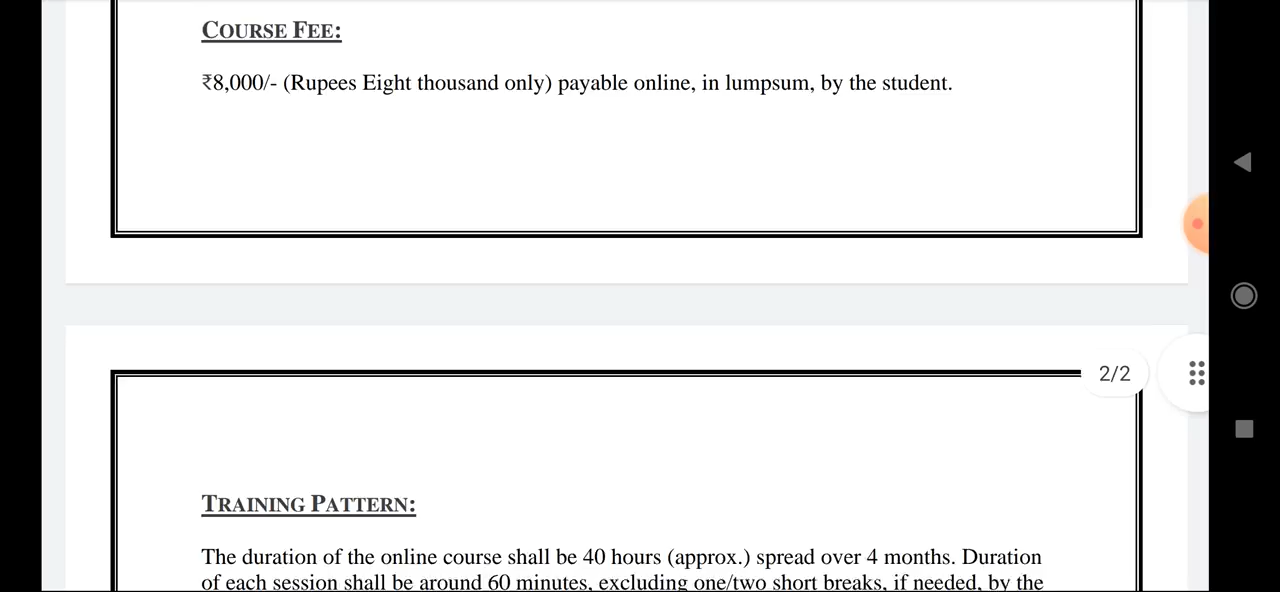 COURSE FEE:
₹8,000/- (Rupees Eight thousand only) payable online, in lumpsum, by the student.
2/2
TRAINING PATTERN:
The duration of the online course shall be 40 hours (approx.) spread over 4 months. Duration
of each session shall be around 60 minutes, excluding one/two short breaks, if needed, by the